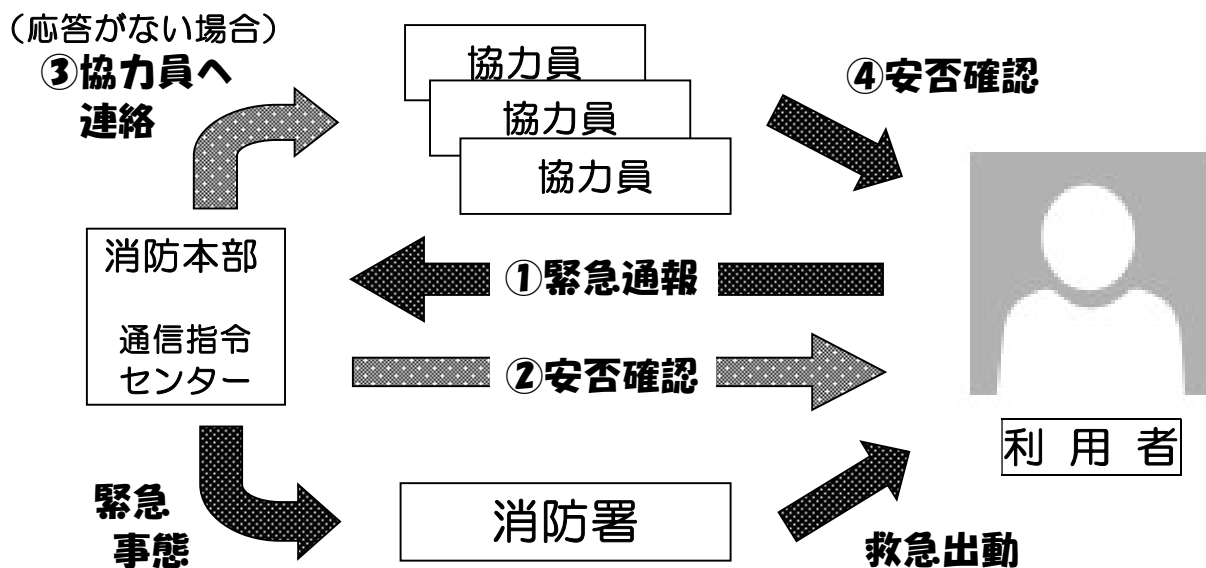 (応答がない場合)
③協力員へ
連絡
協力員
協力員
協力員
④安否確認
消防本部
通信指令
センター
①緊急通報
②安否確認
利用者
緊急
事態
消防署
救急出動